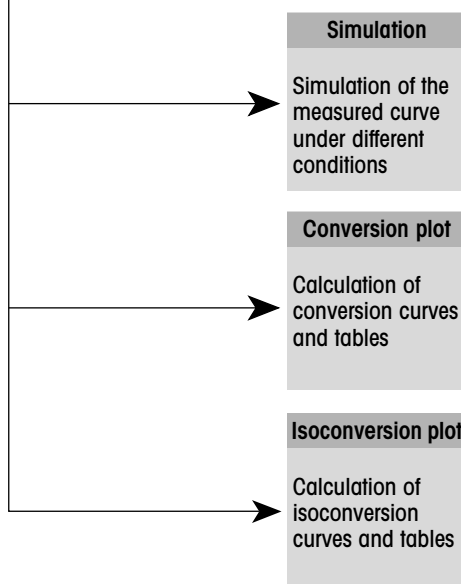 Simulation
Simulation of the
measured curve
under different
conditions
Conversion plot
Calculation of
conversion curves
and tables
Isoconversion plot
Calculation of
isoconversion
curves and tables